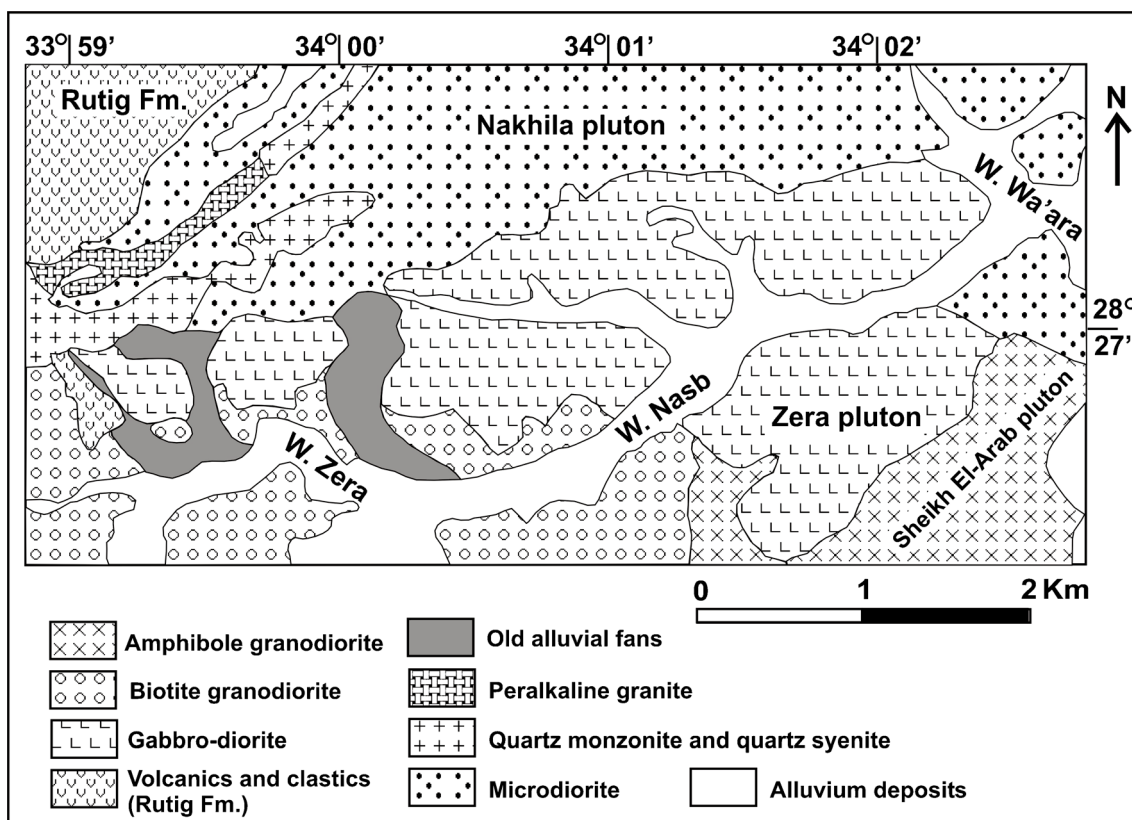 33° 59’ 34° 00’ 34° 01’ 34° 02’
Rutig Fm.
Nakhila pluton
N
W. Wa’ara
28°
27’
W. Nasb
Zera pluton
W. Zera
Sheikh El-Arab pluton
0 1 2 Km
Amphibole granodiorite
Biotite granodiorite
Gabbro-diorite
Volcanics and clastics
(Rutig Fm.)
Old alluvial fans
Peralkaline granite
Quartz monzonite and quartz syenite
Microdiorite
Alluvium deposits